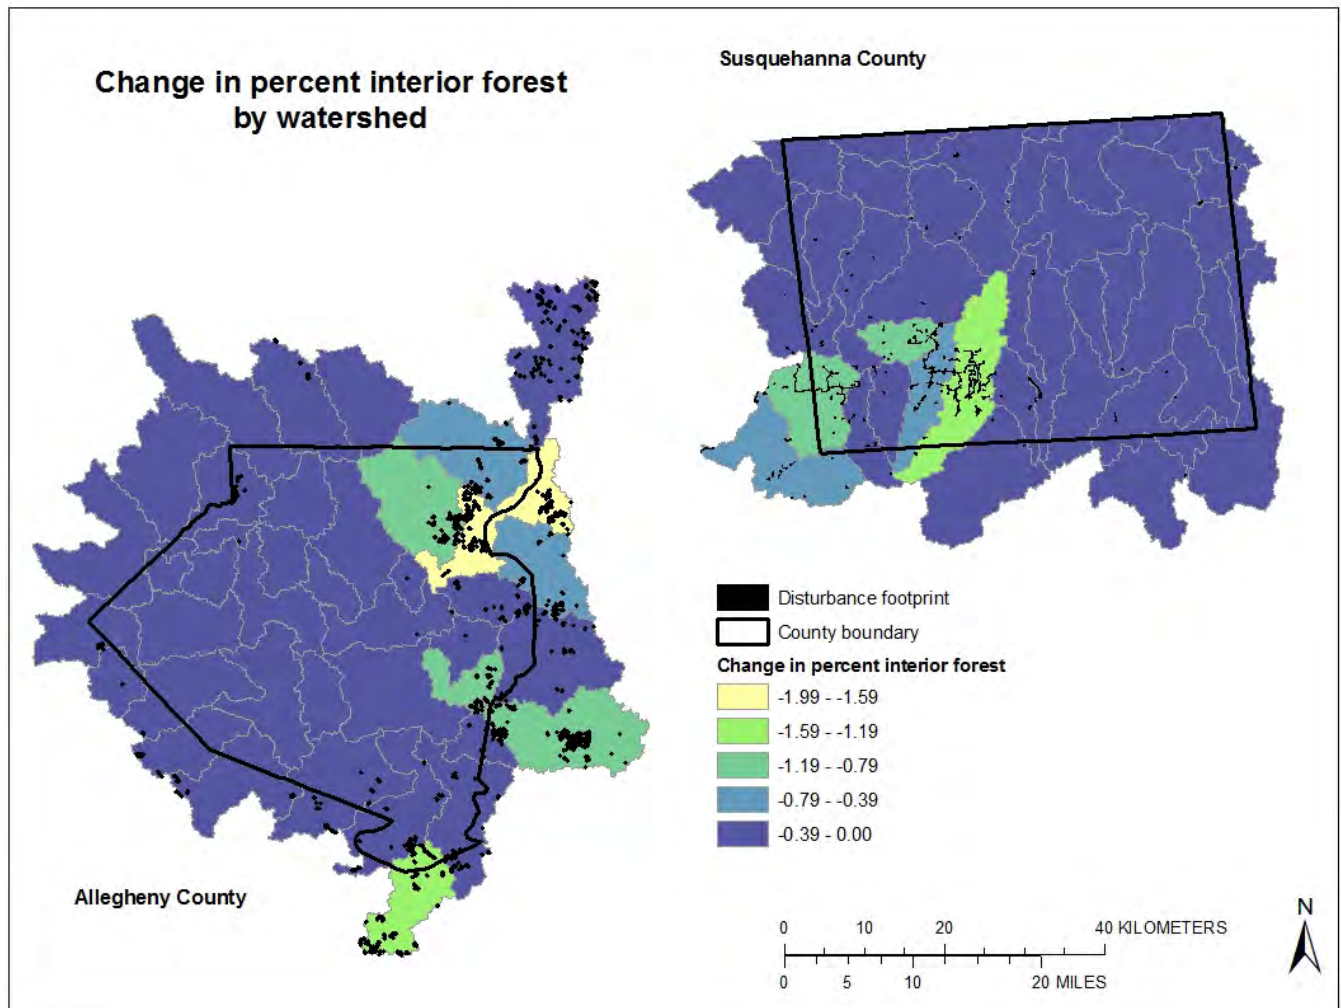 Change in percent interior forest
by watershed
Susquehanna County
Allegheny County
Disturbance footprint
County boundary
Change in percent interior forest
-1.99 - -1.59
-1.59 - -1.19
-1.19 - -0.79
-0.79 - -0.39
-0.39 - 0.00
0 10 20 40 KILOMETERS
0 5 10 20 MILES
N